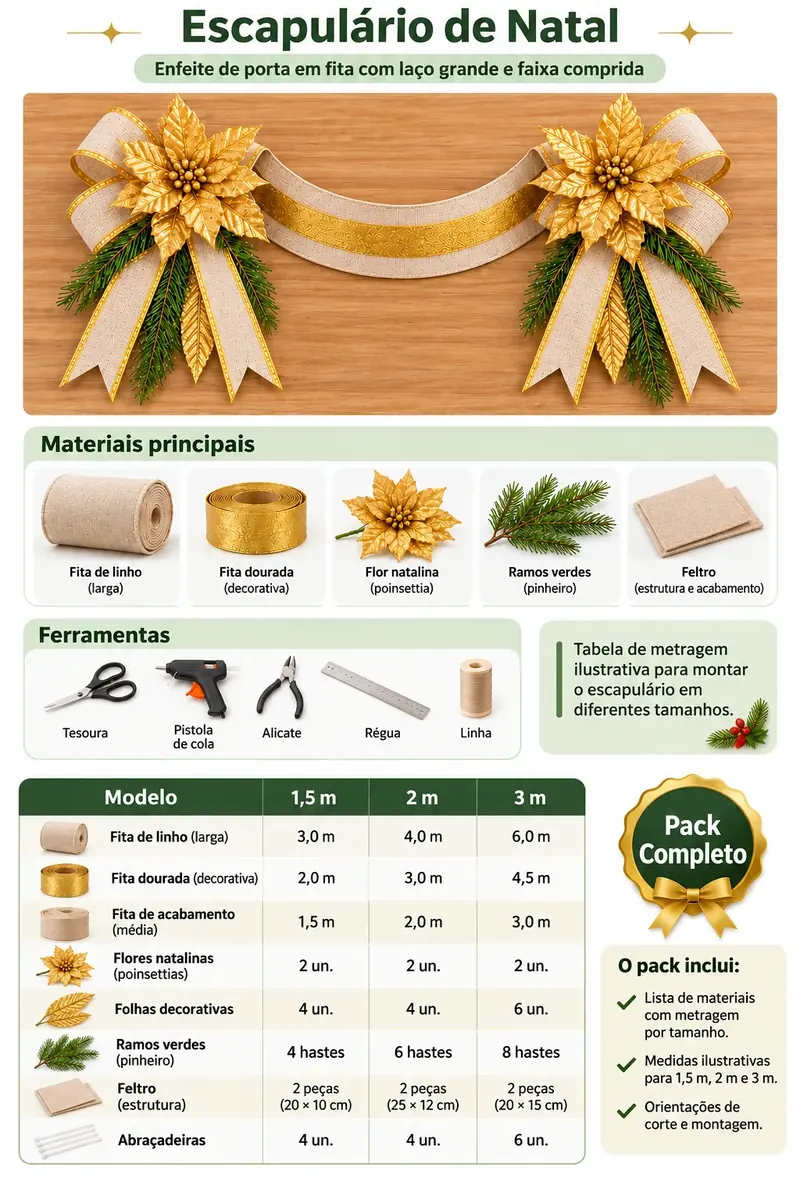 Escapulário de Natal
Enfeite de porta em fita com laço grande e faixa comprida
Materiais principais
Fita de linho
(larga)
Fita dourada
(decorativa)
Flor natalina
(poinsettia)
Ramos verdes
(pinheiro)
Feltro
(estrutura e acabamento)
Ferramentas
Tesoura
Pistola
de cola
Alicate
Régua
Linha
Tabela de metragem
ilustrativa para montar
o escapulário em
diferentes tamanhos.
Modelo 1,5 m 2 m 3 m
Fita de linho (larga) 3,0 m 4,0 m 6,0 m
Fita dourada (decorativa) 2,0 m 3,0 m 4,5 m
Fita de acabamento
(média) 1,5 m 2,0 m 3,0 m
Flores natalinas
(poinsettias) 2 un. 2 un. 2 un.
Folhas decorativas 4 un. 4 un. 6 un.
Ramos verdes
(pinheiro) 4 hastes 6 hastes 8 hastes
Feltro 2 peças 2 peças 2 peças
(estrutura) (20 × 10 cm) (25 × 12 cm) (20 × 15 cm)
Abraçadeiras 4 un. 4 un. 6 un.
Pack
Completo
O pack inclui:
Lista de materiais
com metragem
por tamanho.
Medidas ilustrativas
para 1,5 m, 2 m e 3 m.
Orientações de
corte e montagem.